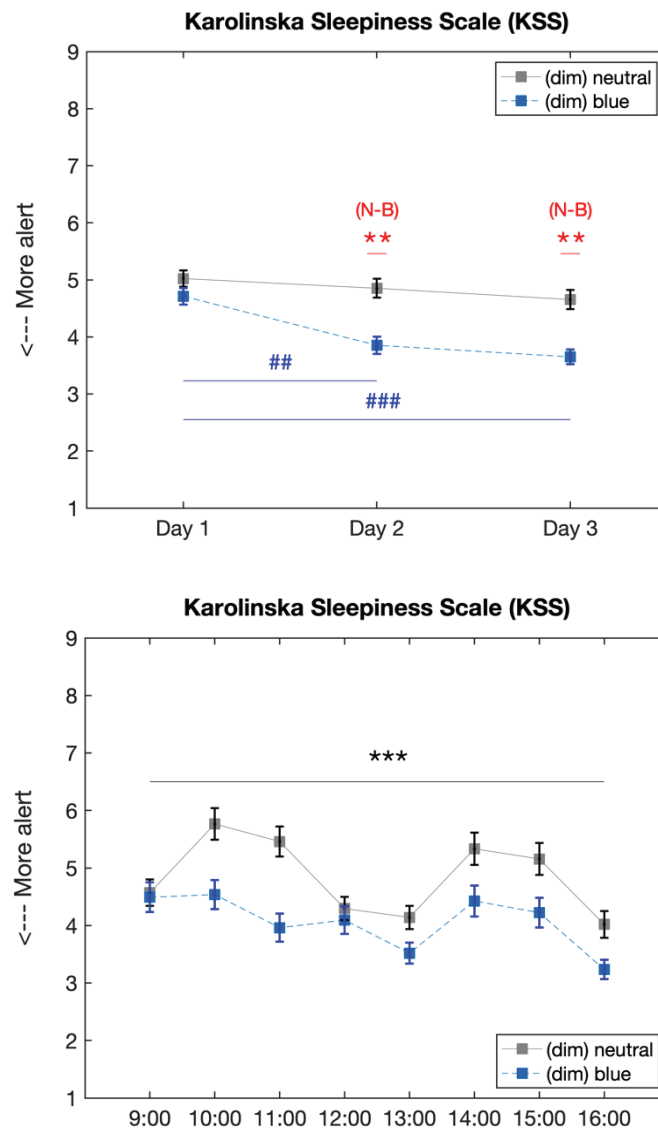 Karolinska Sleepiness Scale (KSS)
9
(dim) neutral
(dim) blue
8
7
6
(N-B)
(N-B)
**
**
5
4
##
3
###
2
1
<--- More alert
Day 1
Day 2
Day 3
Karolinska Sleepiness Scale (KSS)
9
8
7
***
6
5
4
3
2
(dim) neutral
(dim) blue
1
<--- More alert
9:00
10:00
11:00
12:00
13:00
14:00
15:00
16:00